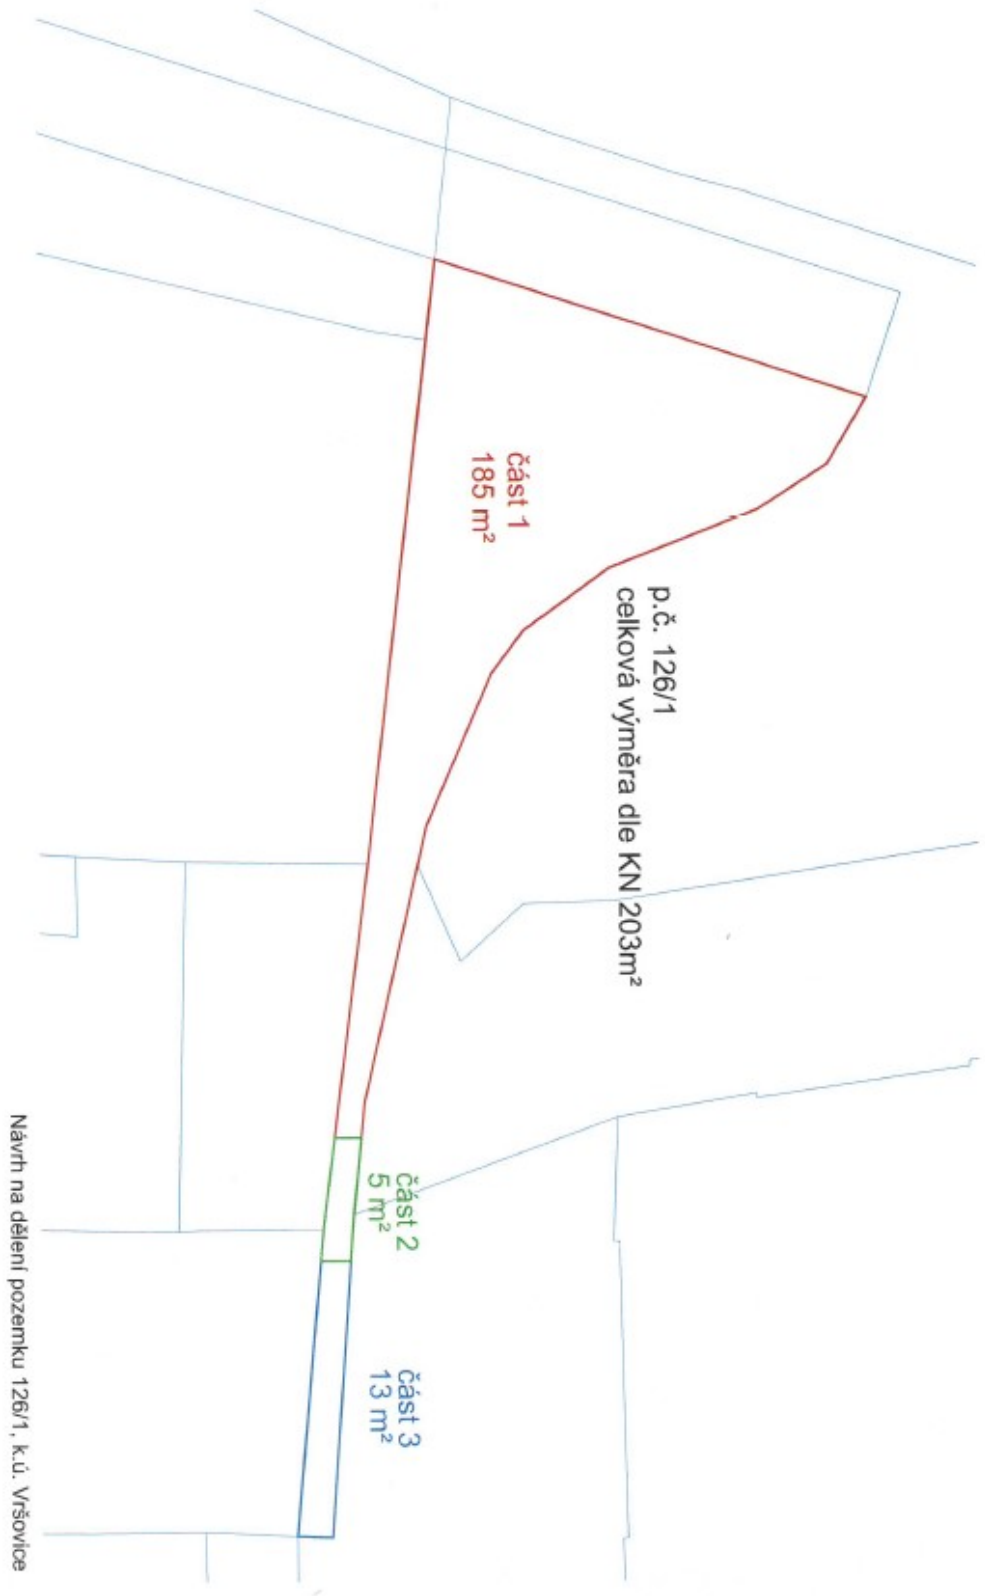 p.č. 126/1
celková výměra dle KN 203m²
část 1
185 m²
část 2
5 m²
část 3
13 m²
Návrh na dělení pozemku 126/1, k.ú. Vršovice